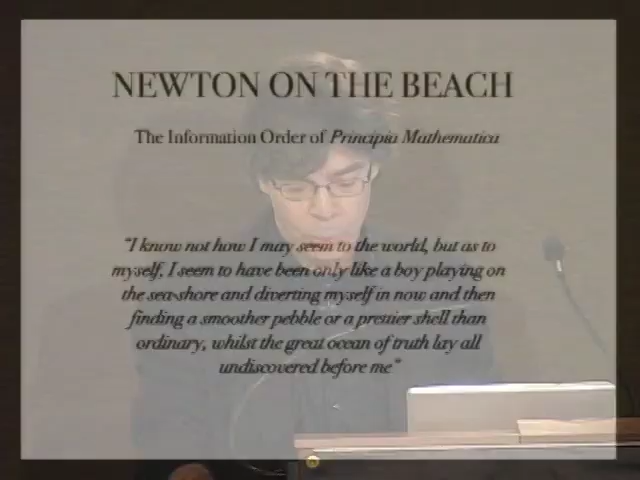 NEWTON ON THE BEACH
The Information Order of Principia Mathematica
"I know not how I may seem to the world, but as to
myself, I seem to have been only like a boy playing on
the sea-shore and diverting myself in now and then
finding a smoother pebble or a prettier shell than
ordinary, whilst the great ocean of truth lay all
undiscovered before me"